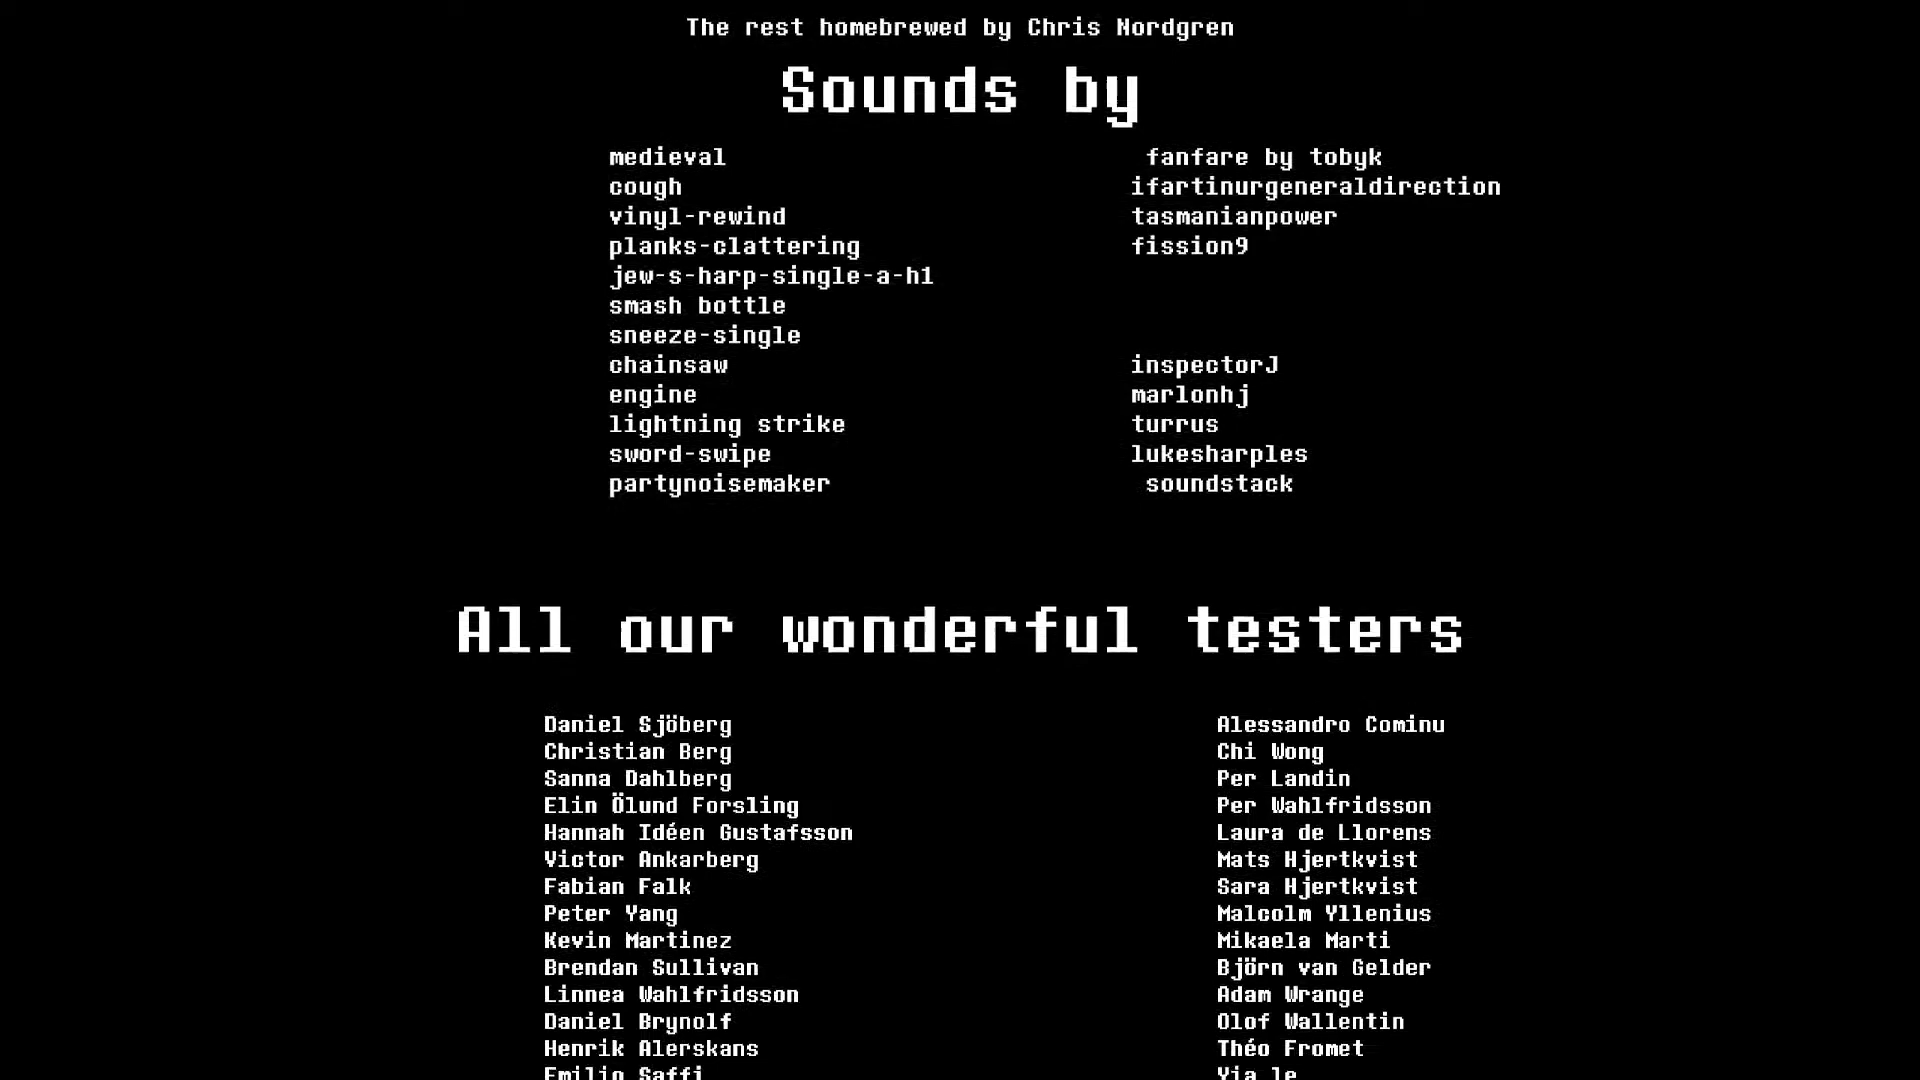 The rest homebrewed by Chris Nordgren
Sounds by
medieval fanfare by tobyk
cough ifartinurgeneraldirection
vinyl-rewind tasmanianpower
planks-clattering fission9
jew-s-harp-single-a-h1
smash bottle
sneeze-single
chainsaw inspectorJ
engine marlonhj
lightning strike turrus
sword-swipe lukesharples
partynoisemaker soundstack
All our wonderful testers
Daniel Sjöberg Alessandro Cominu
Christian Berg Chi Wong
Sanna Dahlberg Per Landin
Elin Ölund Forsling Per Wahlfridsson
Hannah Idéen Gustafsson Laura de Llorens
Victor Ankarberg Mats Hjertkvist
Fabian Falk Sara Hjertkvist
Peter Yang Malcolm Yllenius
Kevin Martinez Mikaela Marti
Brendan Sullivan Björn van Gelder
Linnea Wahlfridsson Adam Wrange
Daniel Brynolf Olof Wallentin
Henrik Alerskans Théo Fromet
Emilio Saffi Yia le